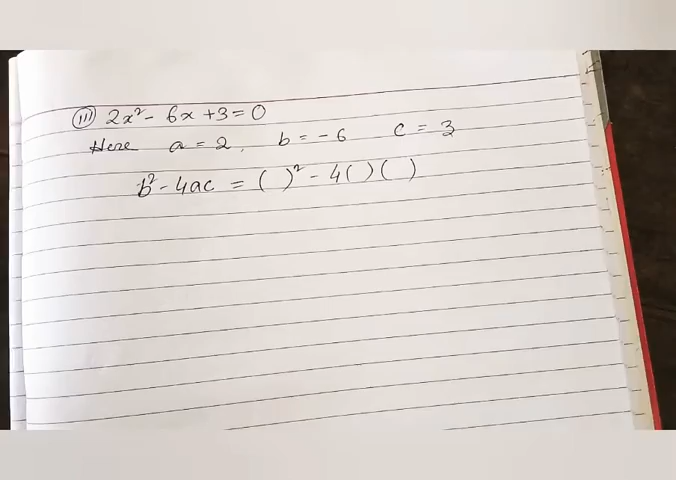 (iii) 2x² - 6x + 3 = 0
Here a = 2, b = -6 c = 3
b² - 4ac = ( )² - 4( )( )